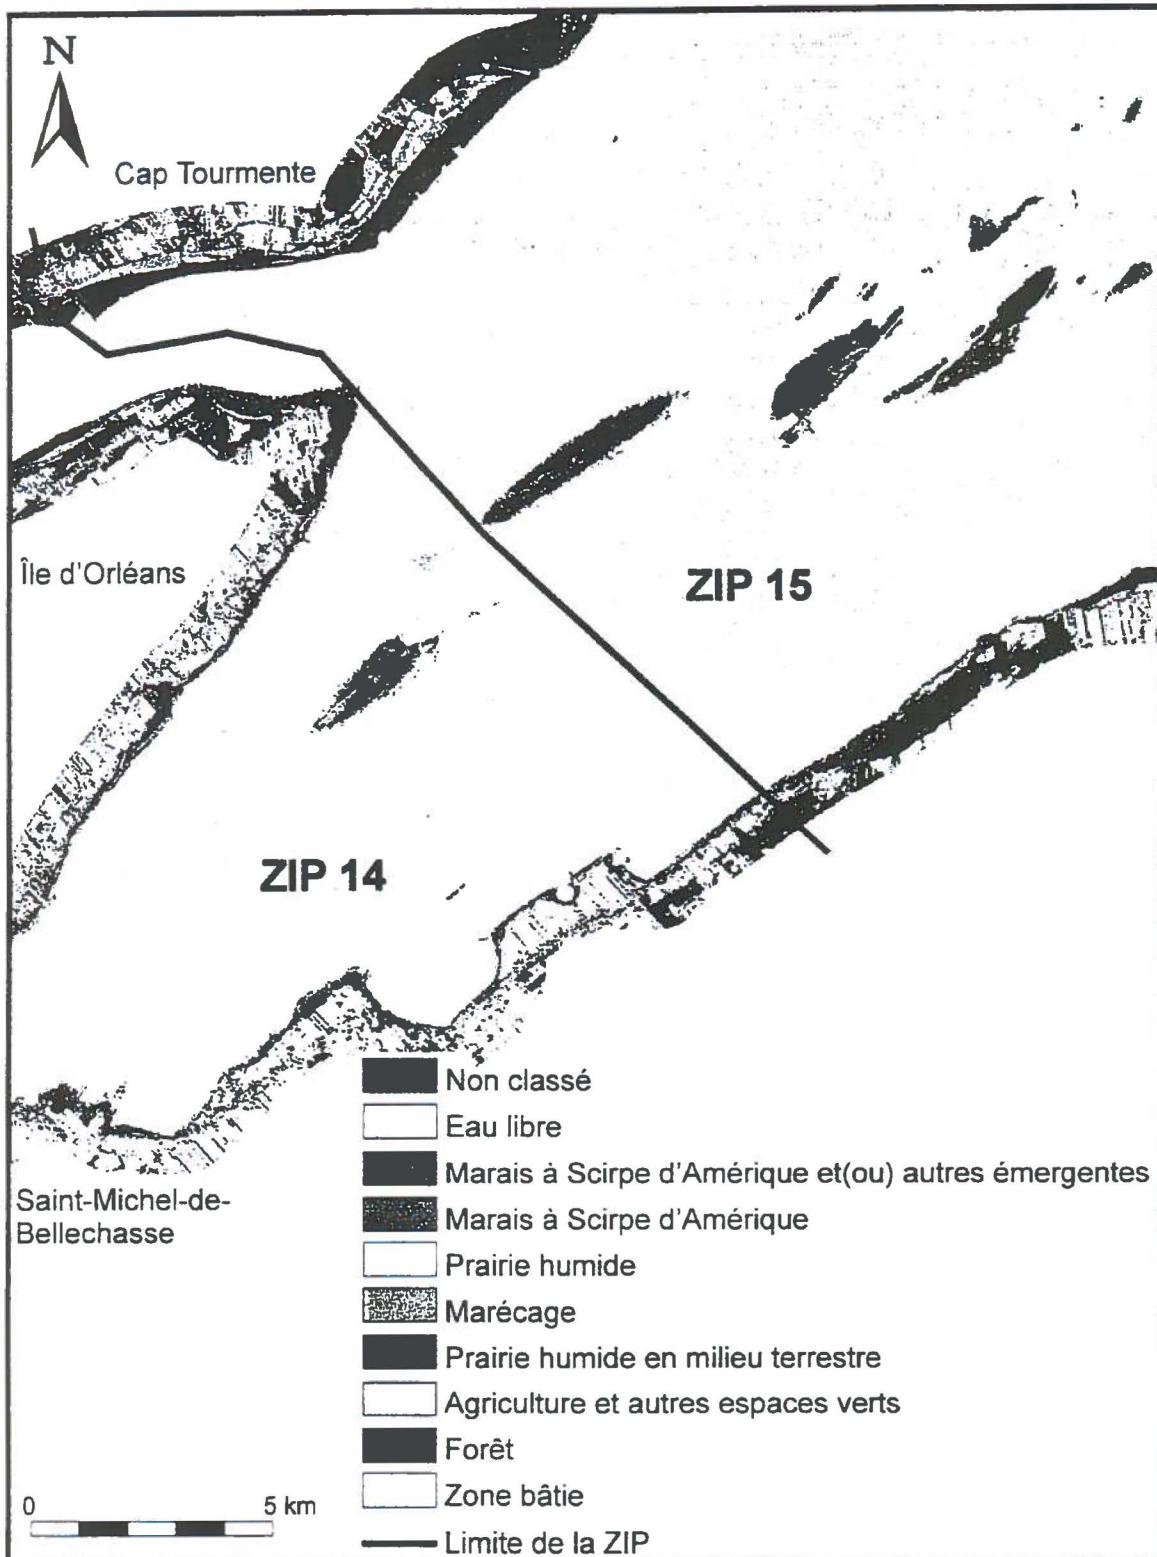 N
Cap Tourmente
Île d'Orléans
ZIP 15
ZIP 14
Saint-Michel-de-
Bellechasse
Non classé
Eau libre
Marais à Scirpe d'Amérique et(ou) autres émergentes
Marais à Scirpe d'Amérique
Prairie humide
Marécage
Prairie humide en milieu terrestre
Agriculture et autres espaces verts
Forêt
Zone bâtie
Limite de la ZIP
0 5 km